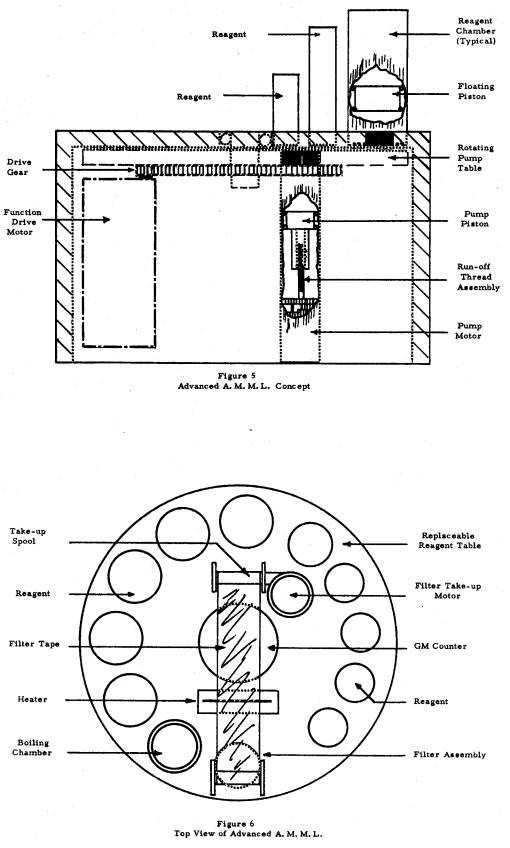 Reagent
Reagent
Chamber
(Typical)
Reagent
Floating
Piston
Rotating
Pump
Table
Drive
Gear
Function
Drive
Motor
Pump
Piston
Run-off
Thread
Assembly
Pump
Motor
Figure 5
Advanced A. M. M. L. Concept
Take-up
Spool
Replaceable
Reagent Table
Reagent
Filter Take-up
Motor
Filter Tape
GM Counter
Heater
Reagent
Boiling
Chamber
Filter Assembly
Figure 6
Top View of Advanced A. M. M. L.